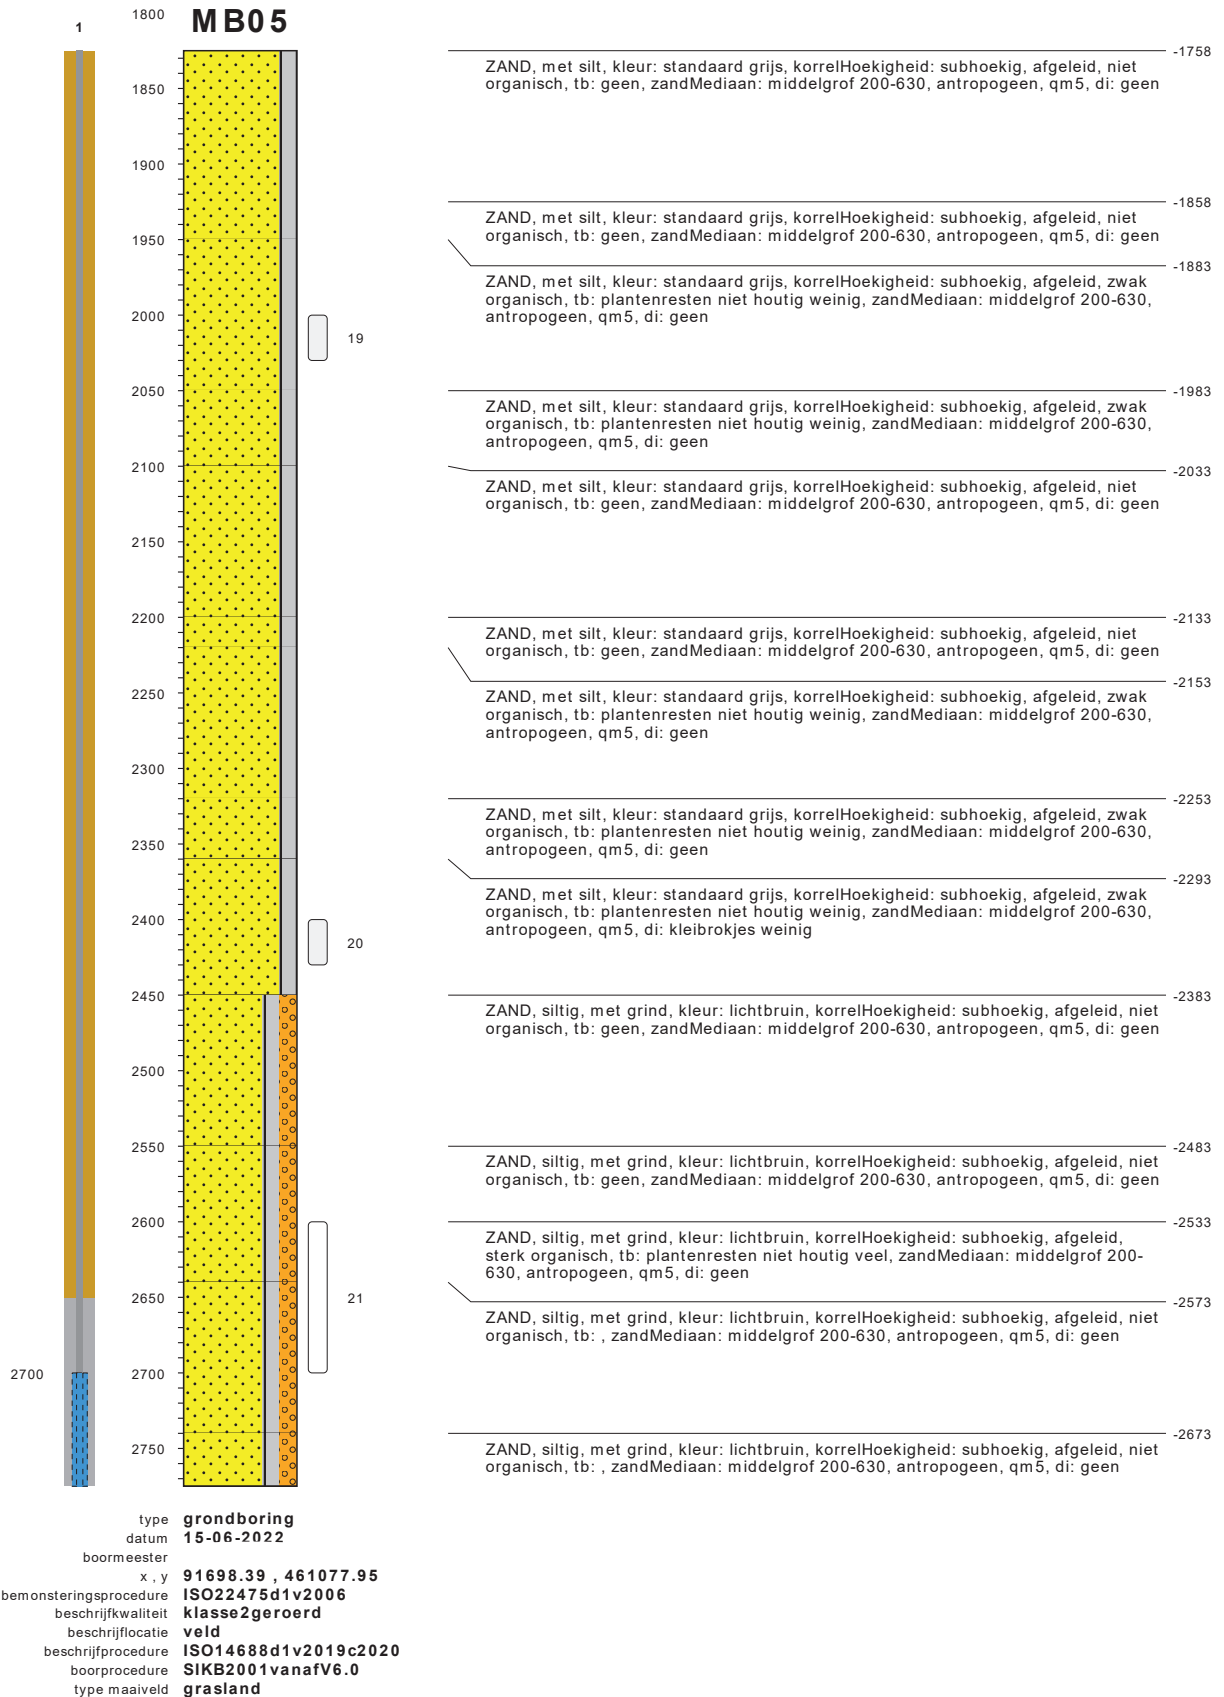 1
1800
MB05
1850
1900
1950
2000
2050
2100
2150
2200
2250
2300
2350
2400
2450
2500
2550
2600
2650
2700
2700
2750
19
20
21
-1758
ZAND, met silt, kleur: standaard grijs, korrelHoekigheid: subhoekig, afgeleid, niet
organisch, tb: geen, zandMediaan: middelgrof 200-630, antropogeen, qm5, di: geen
-1858
ZAND, met silt, kleur: standaard grijs, korrelHoekigheid: subhoekig, afgeleid, niet
organisch, tb: geen, zandMediaan: middelgrof 200-630, antropogeen, qm5, di: geen
-1883
ZAND, met silt, kleur: standaard grijs, korrelHoekigheid: subhoekig, afgeleid, zwak
organisch, tb: plantenresten niet houtig weinig, zandMediaan: middelgrof 200-630,
antropogeen, qm5, di: geen
-1983
ZAND, met silt, kleur: standaard grijs, korrelHoekigheid: subhoekig, afgeleid, zwak
organisch, tb: plantenresten niet houtig weinig, zandMediaan: middelgrof 200-630,
antropogeen, qm5, di: geen
-2033
ZAND, met silt, kleur: standaard grijs, korrelHoekigheid: subhoekig, afgeleid, niet
organisch, tb: geen, zandMediaan: middelgrof 200-630, antropogeen, qm5, di: geen
-2133
ZAND, met silt, kleur: standaard grijs, korrelHoekigheid: subhoekig, afgeleid, niet
organisch, tb: geen, zandMediaan: middelgrof 200-630, antropogeen, qm5, di: geen
-2153
ZAND, met silt, kleur: standaard grijs, korrelHoekigheid: subhoekig, afgeleid, zwak
organisch, tb: plantenresten niet houtig weinig, zandMediaan: middelgrof 200-630,
antropogeen, qm5, di: geen
-2253
ZAND, met silt, kleur: standaard grijs, korrelHoekigheid: subhoekig, afgeleid, zwak
organisch, tb: plantenresten niet houtig weinig, zandMediaan: middelgrof 200-630,
antropogeen, qm5, di: geen
-2293
ZAND, met silt, kleur: standaard grijs, korrelHoekigheid: subhoekig, afgeleid, zwak
organisch, tb: plantenresten niet houtig weinig, zandMediaan: middelgrof 200-630,
antropogeen, qm5, di: kleibrokjes weinig
-2383
ZAND, siltig, met grind, kleur: lichtbruin, korrelHoekigheid: subhoekig, afgeleid, niet
organisch, tb: geen, zandMediaan: middelgrof 200-630, antropogeen, qm5, di: geen
-2483
ZAND, siltig, met grind, kleur: lichtbruin, korrelHoekigheid: subhoekig, afgeleid, niet
organisch, tb: geen, zandMediaan: middelgrof 200-630, antropogeen, qm5, di: geen
-2533
ZAND, siltig, met grind, kleur: lichtbruin, korrelHoekigheid: subhoekig, afgeleid,
sterk organisch, tb: plantenresten niet houtig veel, zandMediaan: middelgrof 200-
630, antropogeen, qm5, di: geen
-2573
ZAND, siltig, met grind, kleur: lichtbruin, korrelHoekigheid: subhoekig, afgeleid, niet
organisch, tb: , zandMediaan: middelgrof 200-630, antropogeen, qm5, di: geen
-2673
ZAND, siltig, met grind, kleur: lichtbruin, korrelHoekigheid: subhoekig, afgeleid, niet
organisch, tb: , zandMediaan: middelgrof 200-630, antropogeen, qm5, di: geen
type grondboring
datum 15-06-2022
boormeester
x , y 91698.39 , 461077.95
bemonsteringsprocedure ISO22475d1v2006
beschrijfkwaliteit klasse2geroerd
beschrijflocatie veld
beschrijfprocedure ISO14688d1v2019c2020
boorprocedure SIKB2001vanafV6.0
type maaiveld grasland